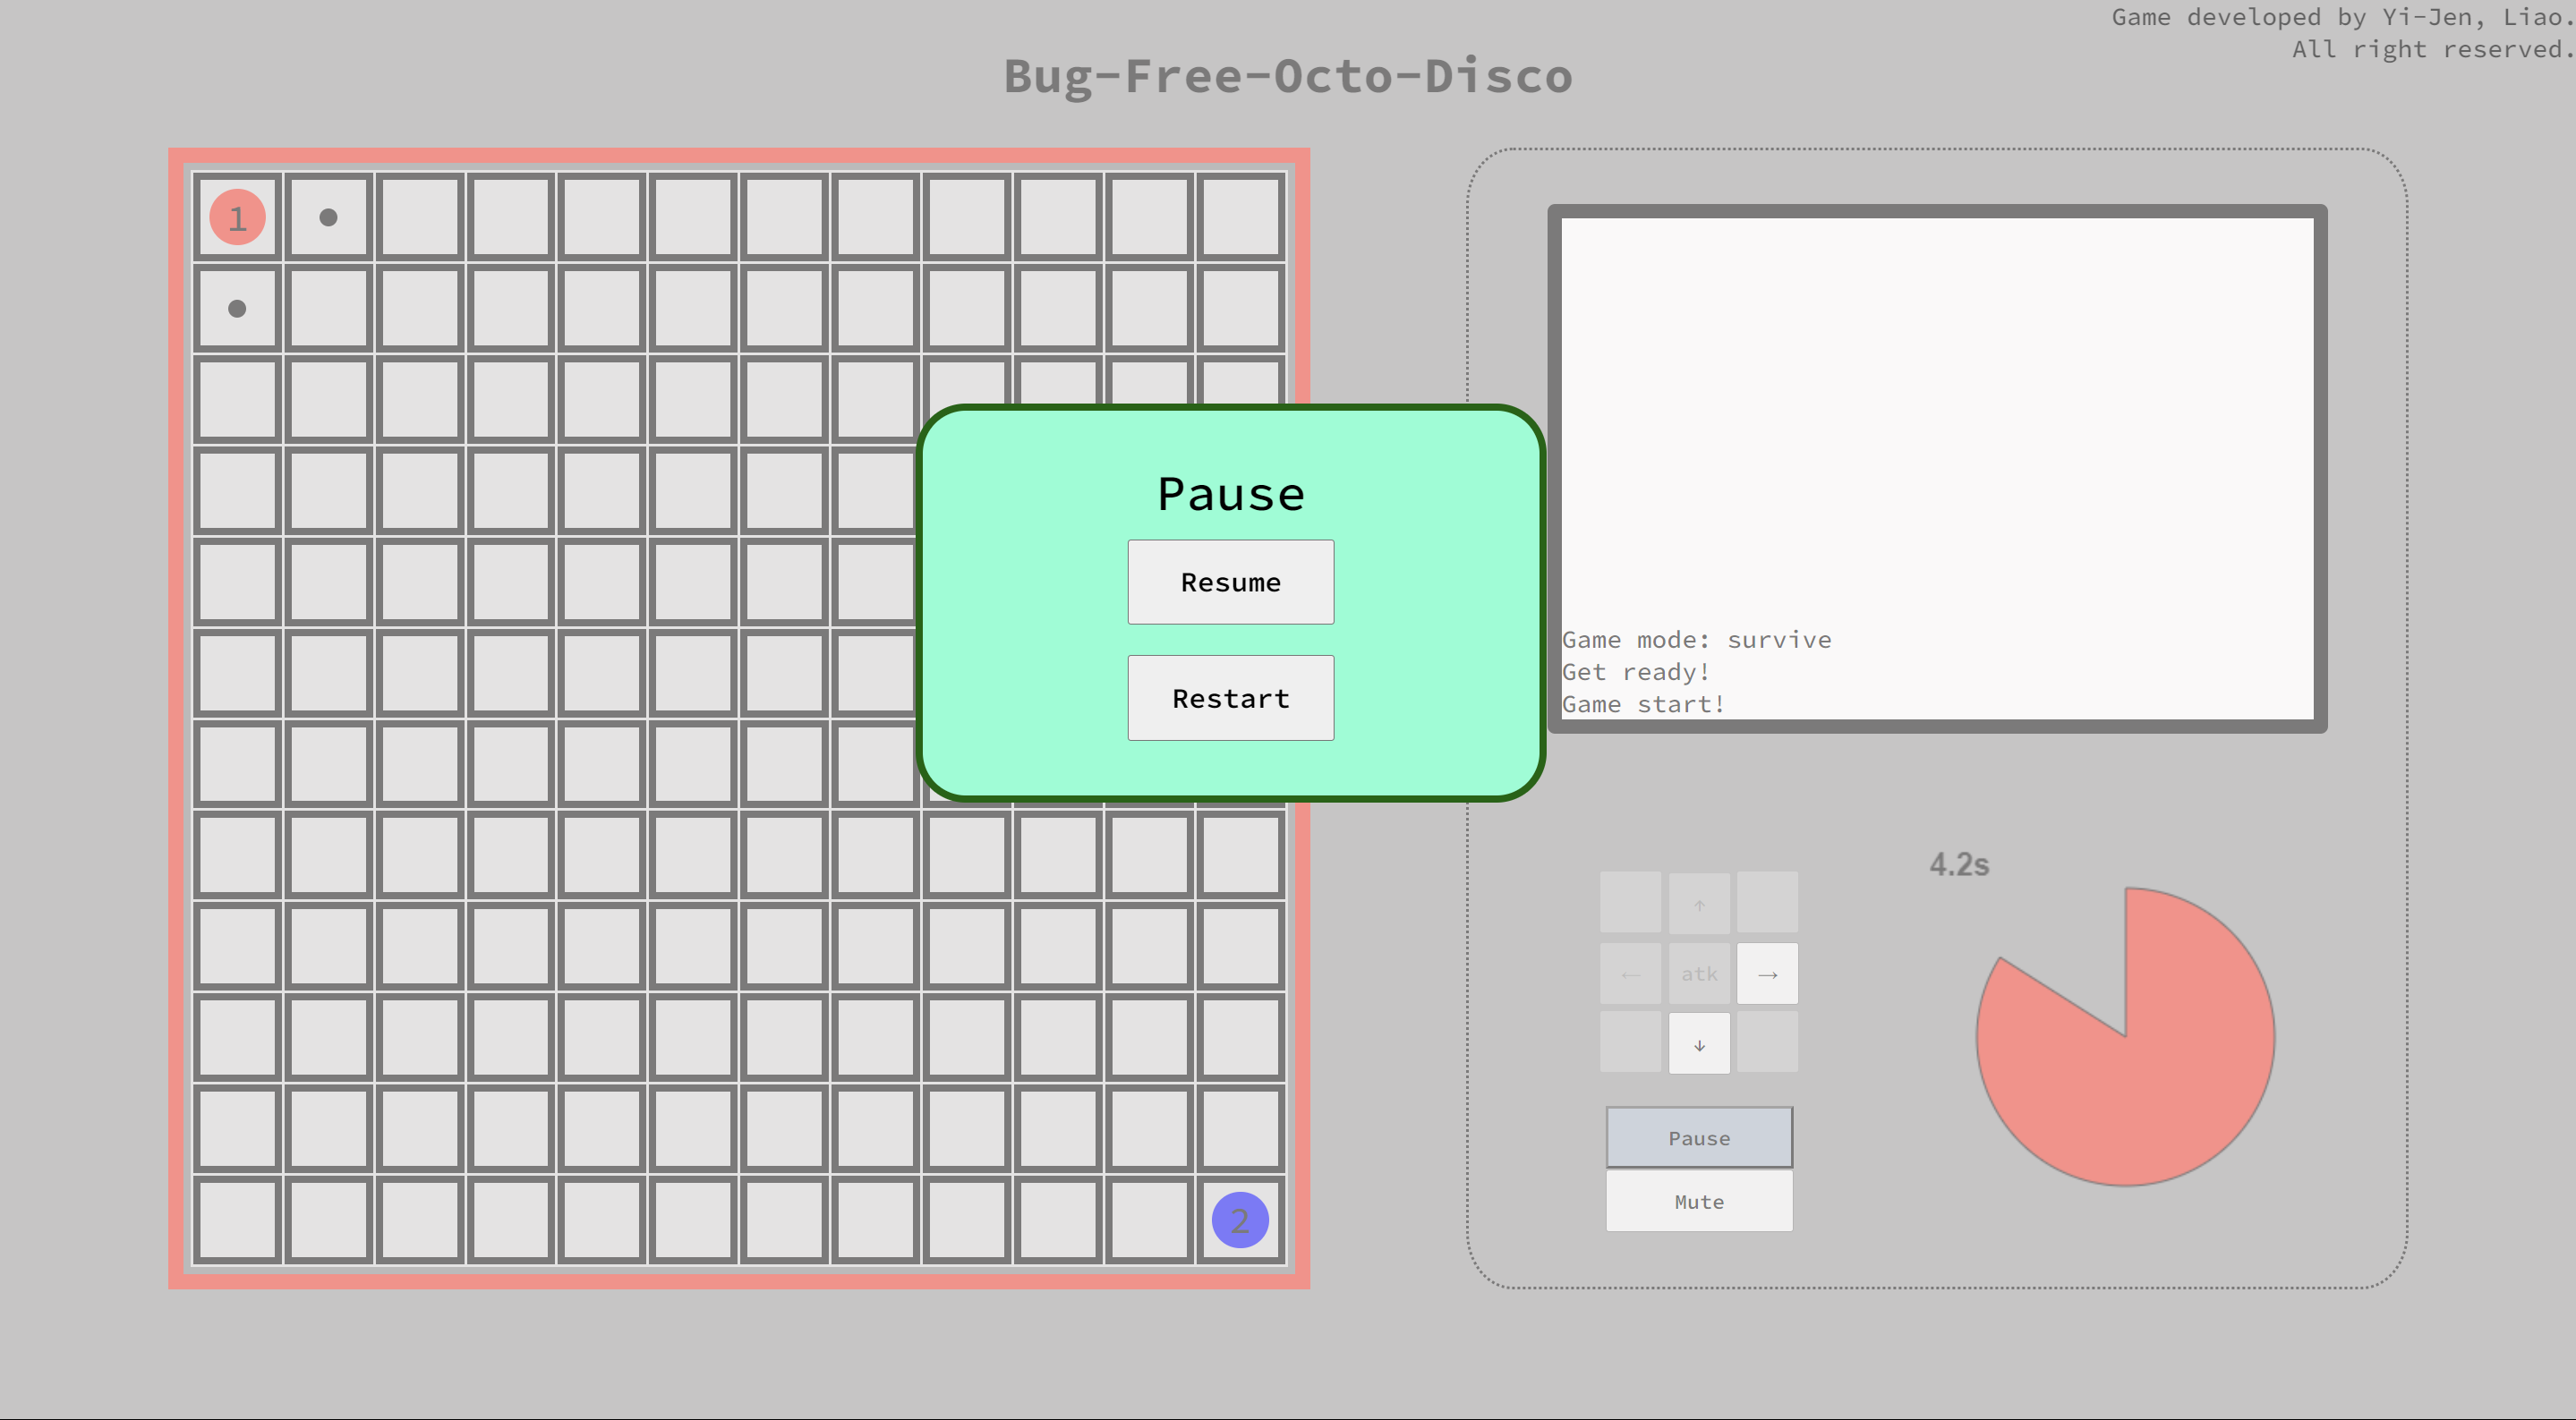 Game developed by Yi-Jen, Liao.
All right reserved.
Bug-Free-Octo-Disco
1
2
Pause
Resume
Restart
Game mode: survive
Get ready!
Game start!
↑
← atk →
↓
Pause
Mute
4.2s